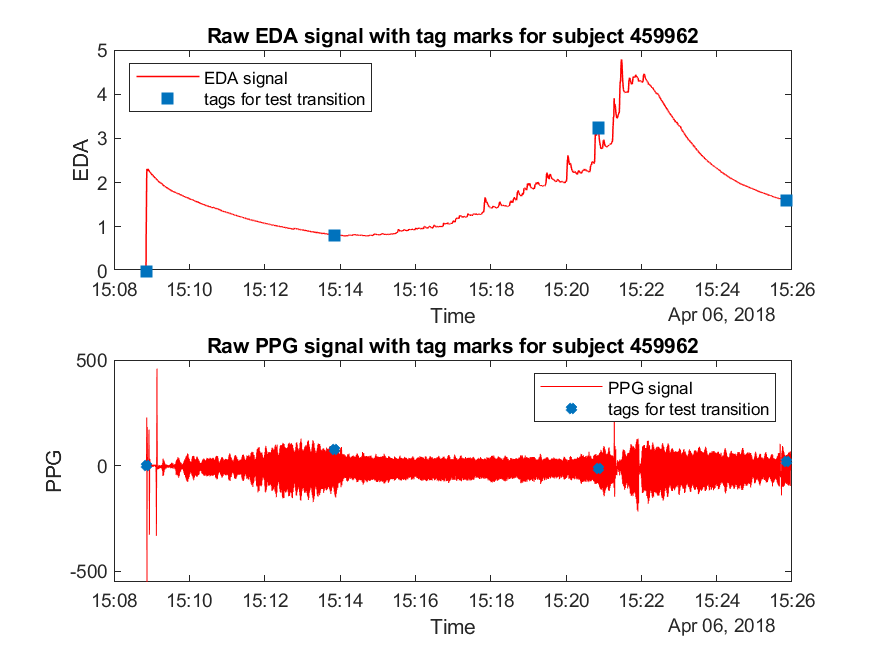 Raw EDA signal with tag marks for subject 459962
5
4
3
2
1
0
EDA
EDA signal
tags for test transition
15:08 15:10 15:12 15:14 15:16 15:18 15:20 15:22 15:24 15:26
Time
Apr 06, 2018
Raw PPG signal with tag marks for subject 459962
500
0
-500
PPG
PPG signal
tags for test transition
15:08 15:10 15:12 15:14 15:16 15:18 15:20 15:22 15:24 15:26
Time
Apr 06, 2018